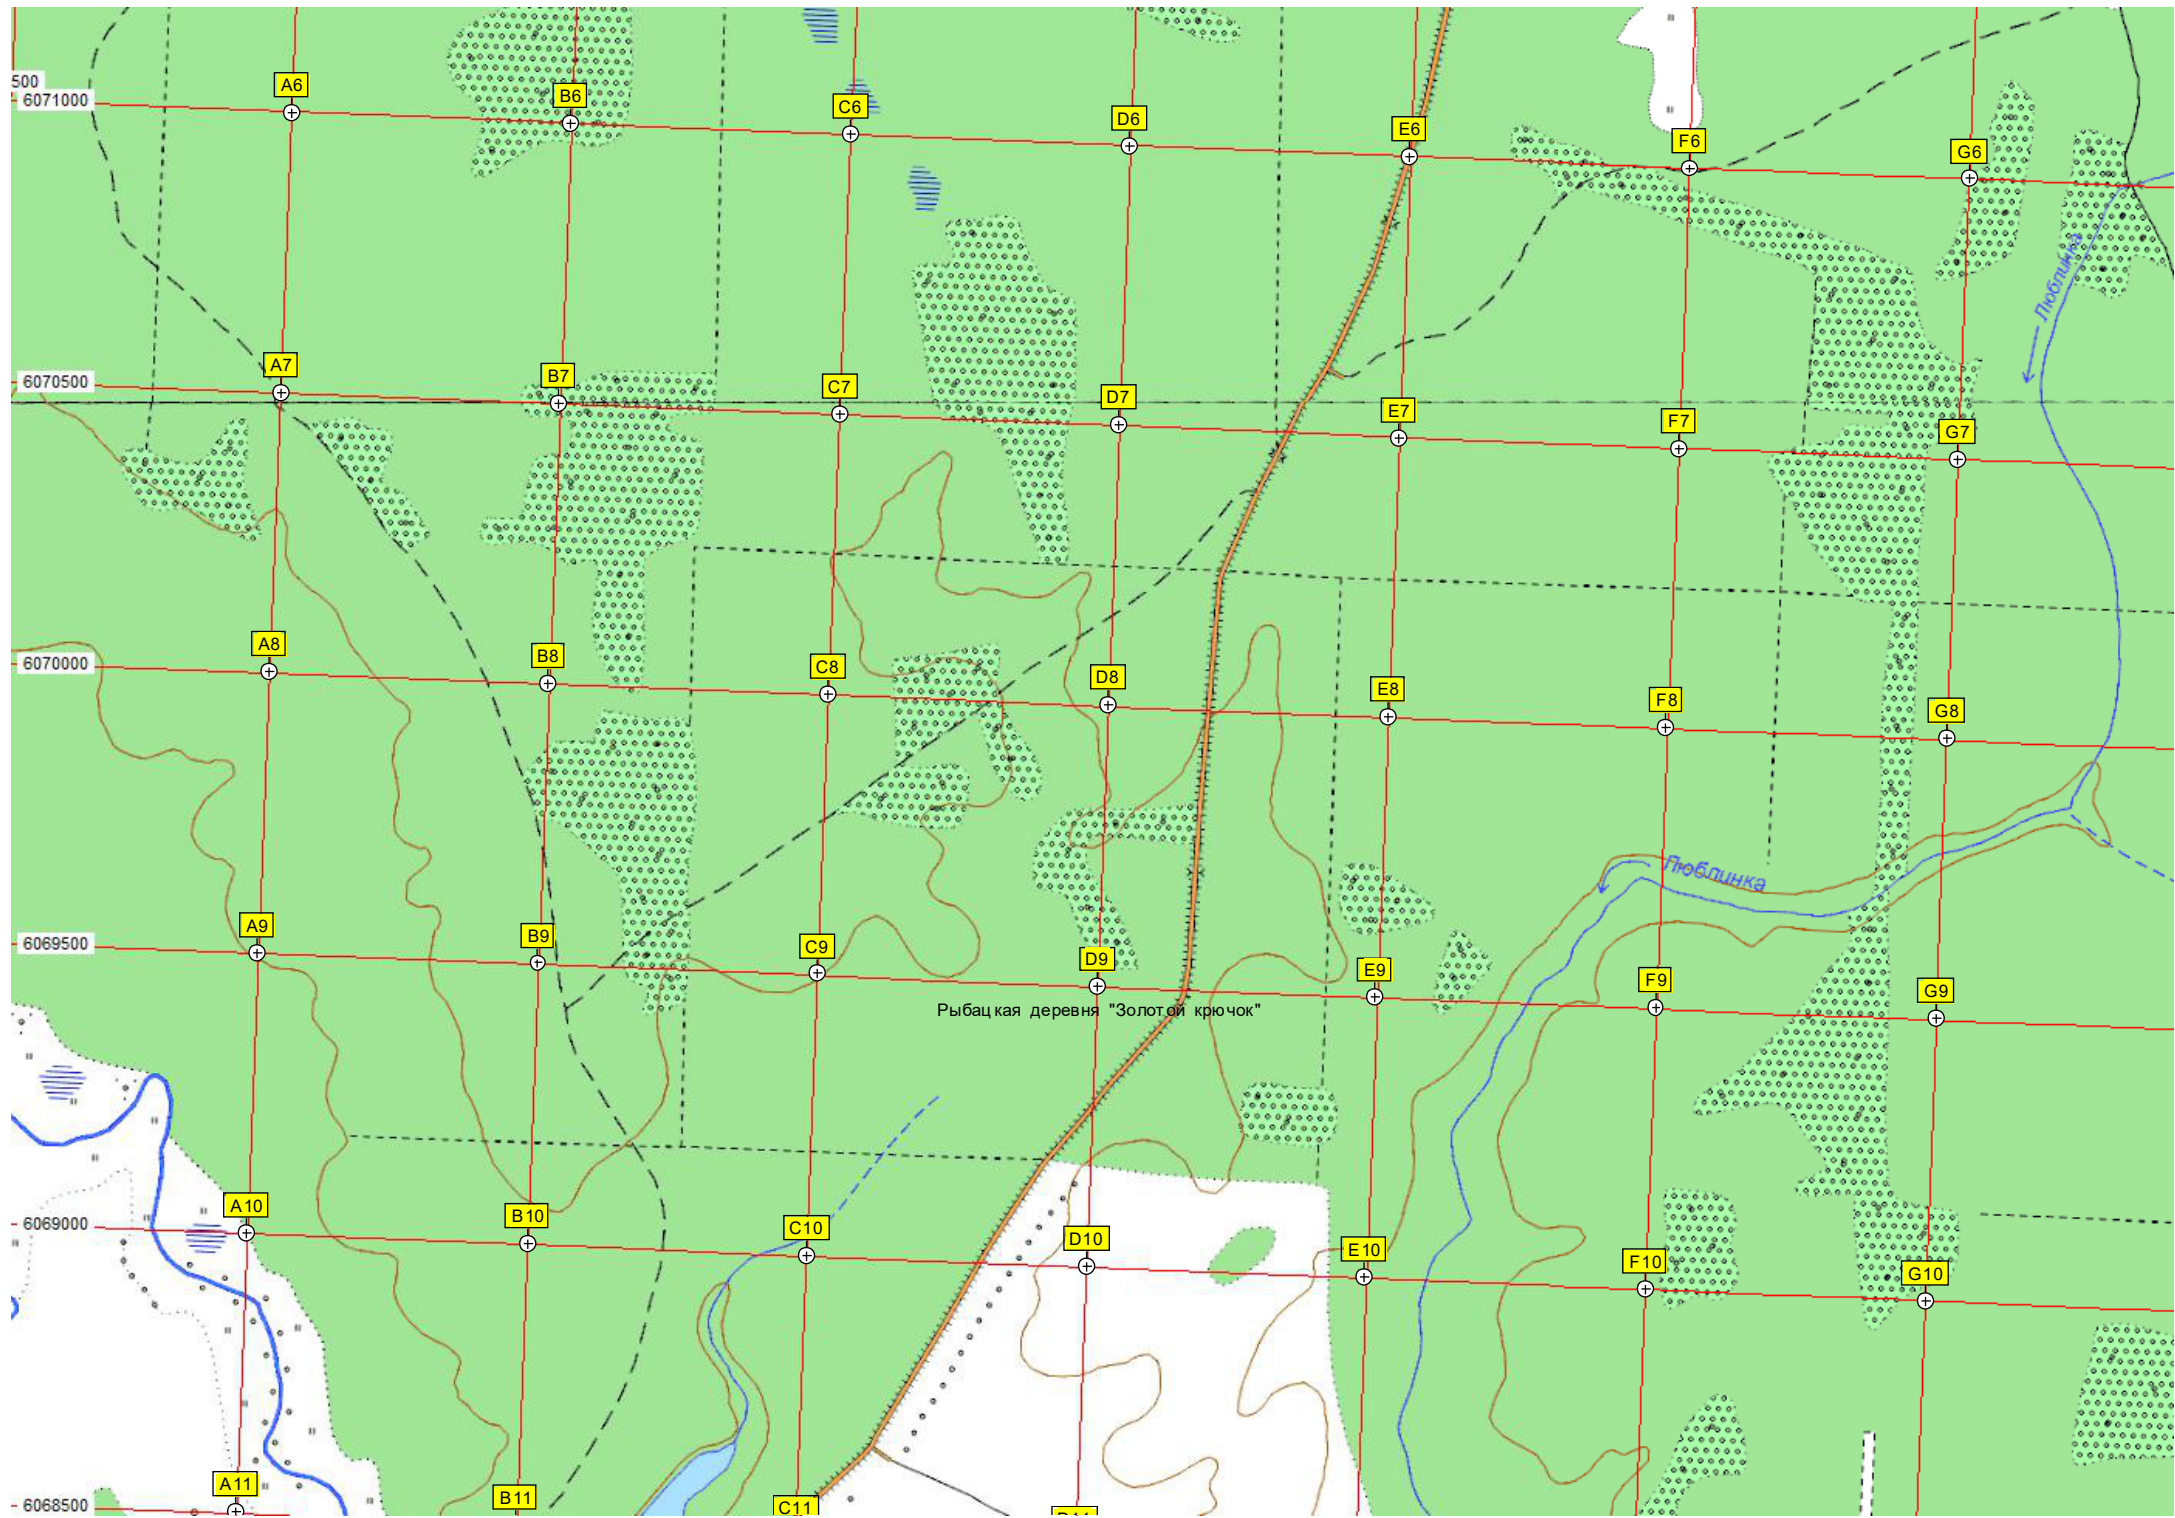 500
6071000
A6
B6
C6
D6
E6
F6
G6
Люблинка
6070500
A7
B7
C7
D7
E7
F7
G7
6070000
A8
B8
C8
D8
E8
F8
G8
Люблинка
6069500
A9
B9
C9
D9
E9
F9
G9
Рыбацкая деревня "Золотой крючок"
6069000
A10
B10
C10
D10
E10
F10
G10
6068500
A11
B11
C11
D11